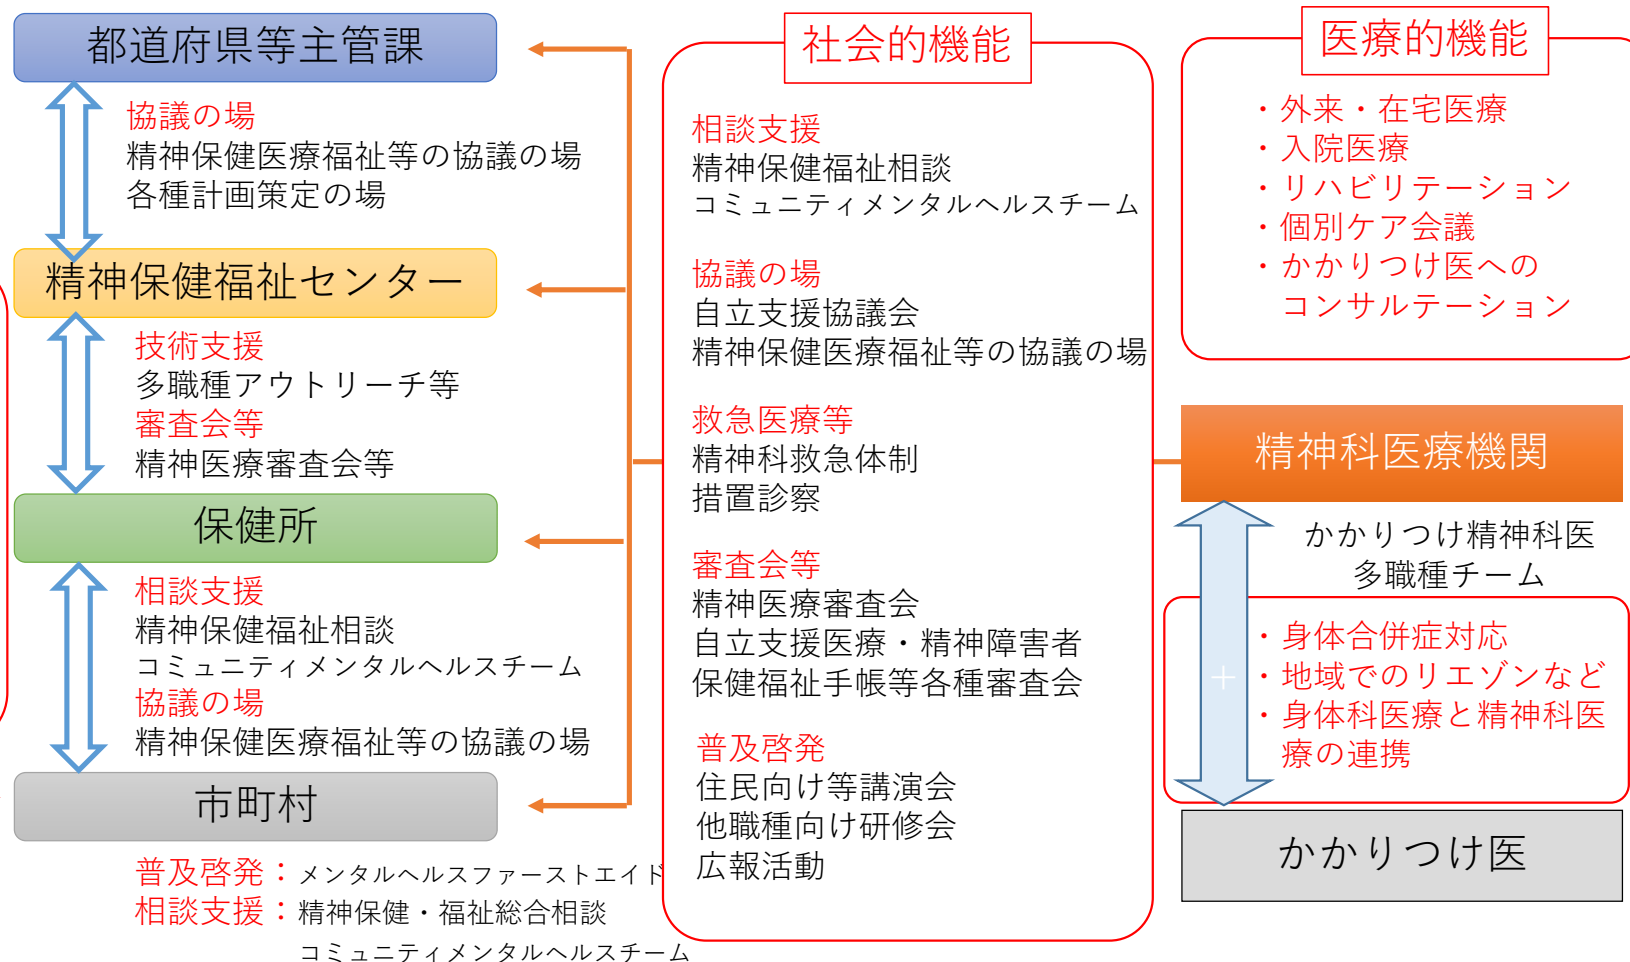 都道府県等主管課
協議の場
精神保健医療福祉等の協議の場
各種計画策定の場
精神保健福祉センター
技術支援
多職種アウトリーチ等
審査会等
精神医療審査会等
保健所
相談支援
精神保健福祉相談
コミュニティメンタルヘルスチーム
協議の場
精神保健医療福祉等の協議の場
市町村
普及啓発：メンタルヘルスファーストエイド
相談支援：精神保健・福祉総合相談
コミュニティメンタルヘルスチーム
社会的機能
相談支援
精神保健福祉相談
コミュニティメンタルヘルスチーム
協議の場
自立支援協議会
精神保健医療福祉等の協議の場
救急医療等
精神科救急体制
措置診察
審査会等
精神医療審査会
自立支援医療・精神障害者
保健福祉手帳等各種審査会
普及啓発
住民向け等講演会
他職種向け研修会
広報活動
医療的機能
・外来・在宅医療
・入院医療
・リハビリテーション
・個別ケア会議
・かかりつけ医への
コンサルテーション
精神科医療機関
かかりつけ精神科医
多職種チーム
＋
・身体合併症対応
・地域でのリエゾンなど
・身体科医療と精神科医
療の連携
かかりつけ医